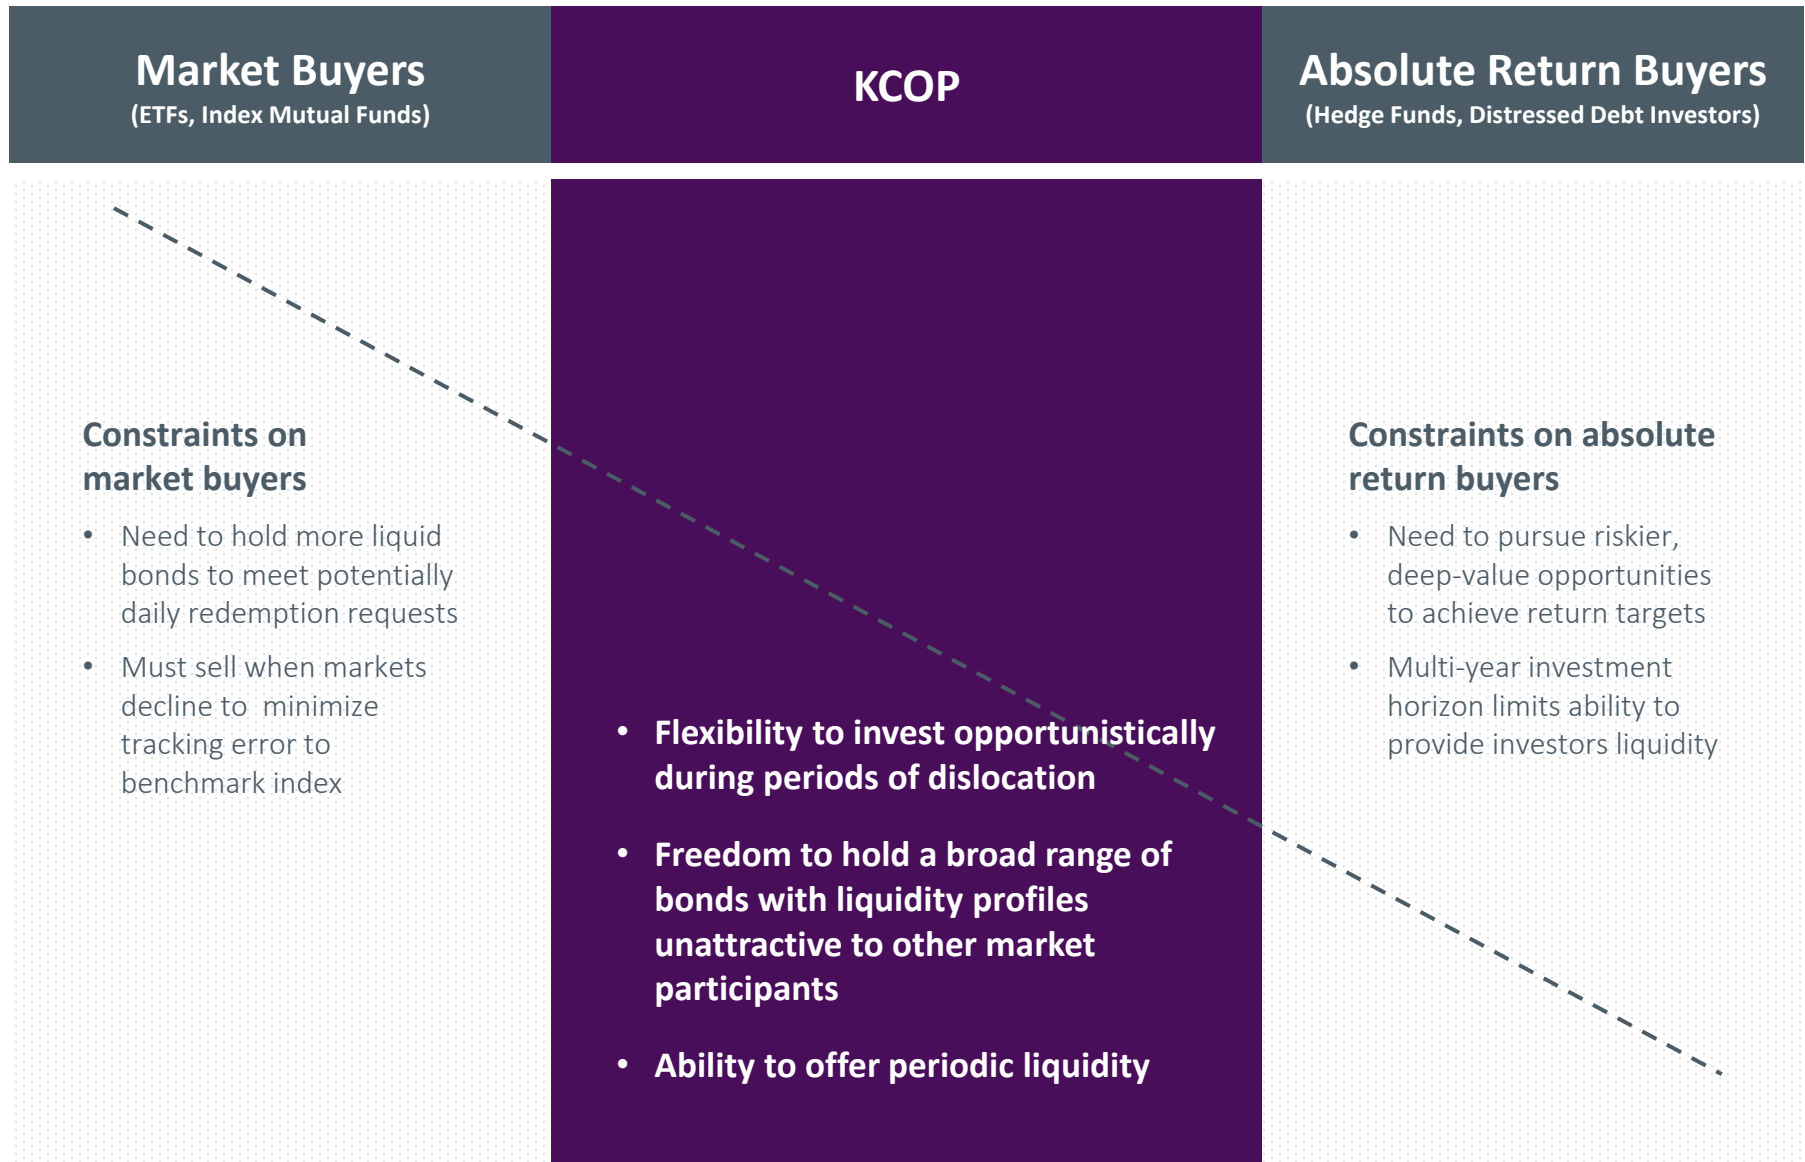 Market Buyers
(ETFs, Index Mutual Funds)
KCOP
Absolute Return Buyers
(Hedge Funds, Distressed Debt Investors)
Constraints on
market buyers
• Need to hold more liquid
bonds to meet potentially
daily redemption requests
• Must sell when markets
decline to  minimize
tracking error to
benchmark index
• Flexibility to invest opportunistically
during periods of dislocation
• Freedom to hold a broad range of
bonds with liquidity profiles
unattractive to other market
participants
• Ability to offer periodic liquidity
Constraints on absolute
return buyers
• Need to pursue riskier,
deep-value opportunities
to achieve return targets
• Multi-year investment
horizon limits ability to
provide investors liquidity